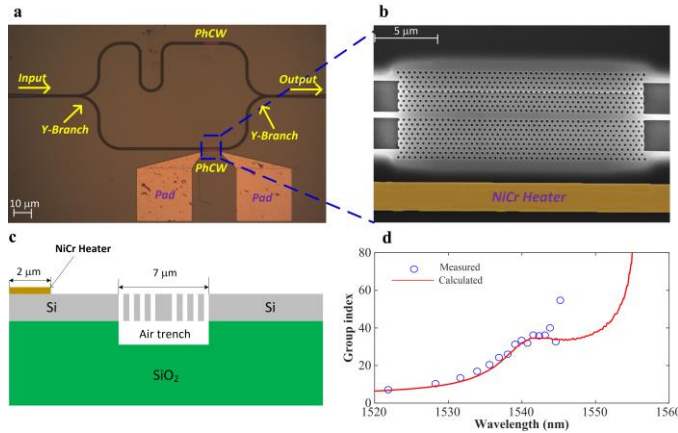 a
PhCW
Input
Output
Y-Branch
Y-Branch
PhCW
Pad
Pad
10 μm
b
5 μm
NiCr Heater
c
NiCr Heater
2 μm
7 μm
Si
Si
Air trench
SiO2
d
80
60
40
20
0
Group index
Measured
Calculated
1520
1530
1540
1550
1560
Wavelength (nm)